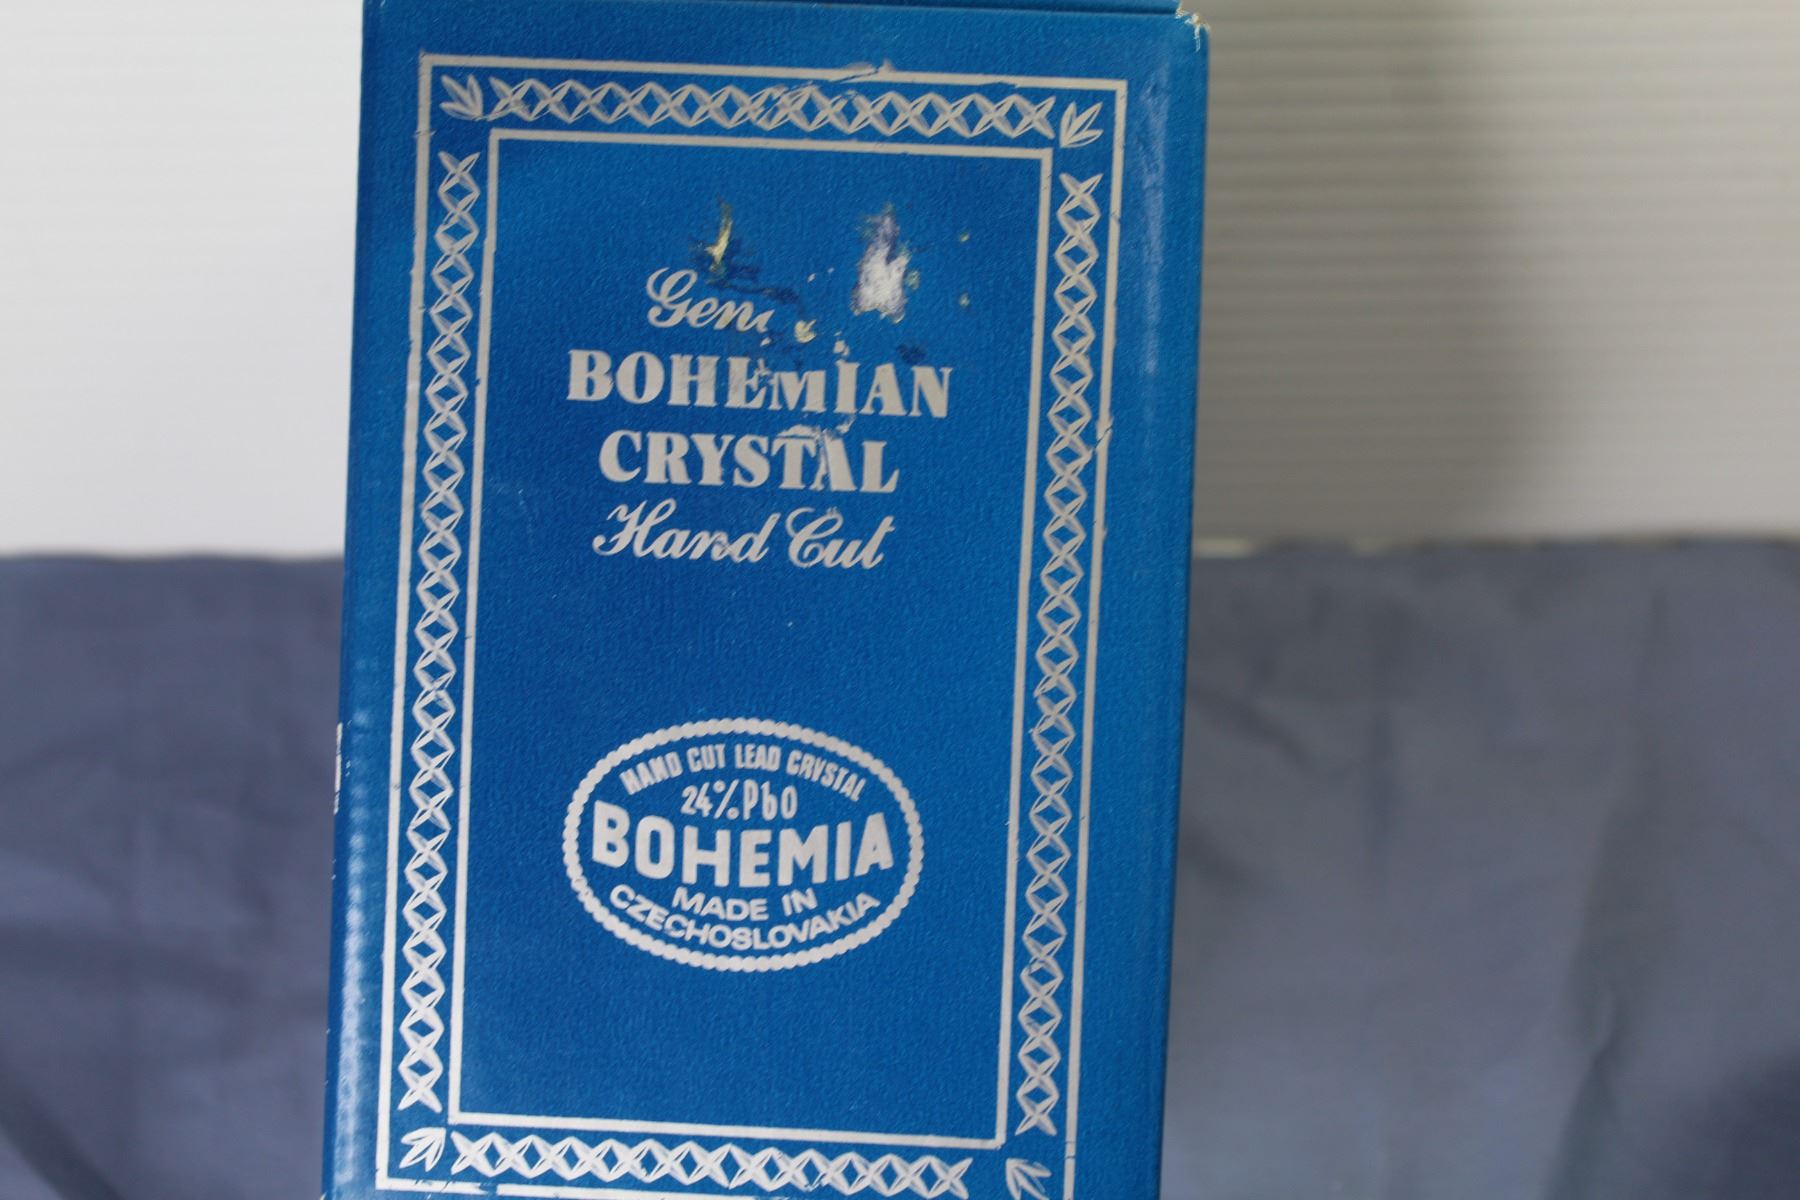 BOHEMIAN
CRYSTAL
Hand Cut
HAND CUT LEAD CRYSTAL
24% PbO
BOHEMIA
MADE IN
CZECHOSLOVAKIA